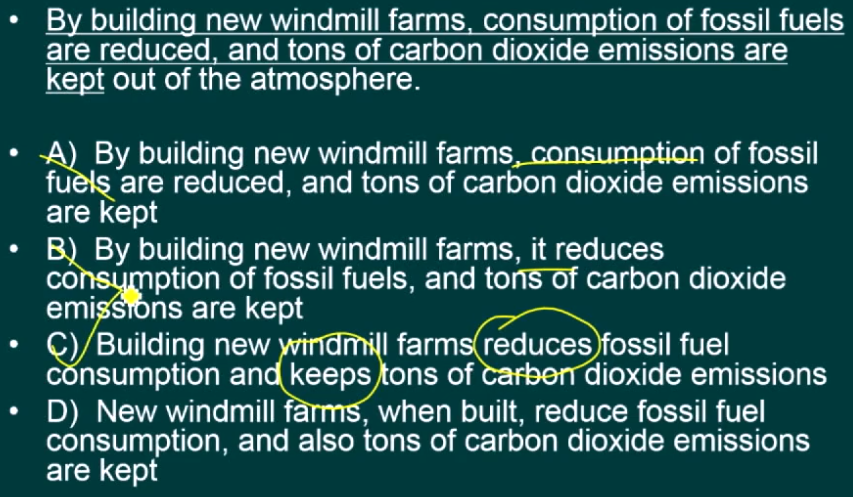 • By building new windmill farms, consumption of fossil fuels
are reduced, and tons of carbon dioxide emissions are
kept out of the atmosphere.
• A) By building new windmill farms, consumption of fossil
fuels are reduced, and tons of carbon dioxide emissions
are kept
• B) By building new windmill farms, it reduces
consumption of fossil fuels, and tons of carbon dioxide
emissions are kept
• C) Building new windmill farms reduces fossil fuel
consumption and keeps tons of carbon dioxide emissions
• D) New windmill farms, when built, reduce fossil fuel
consumption, and also tons of carbon dioxide emissions
are kept